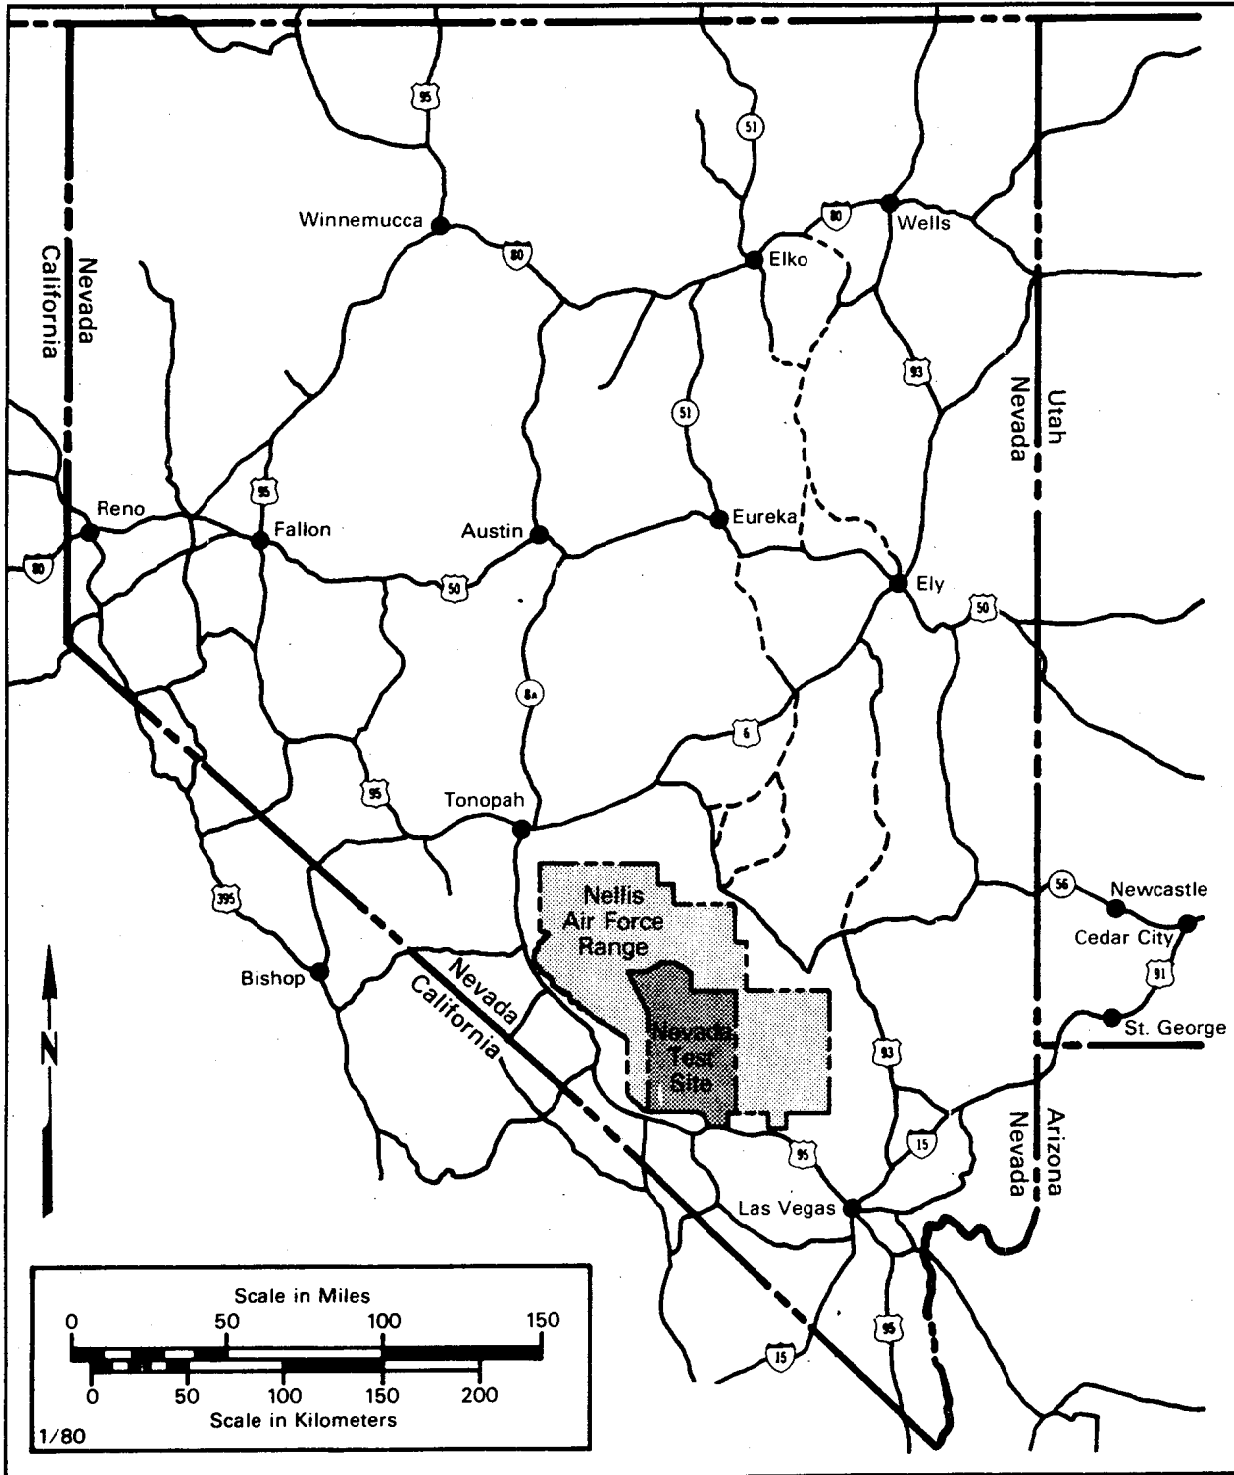 95
51
Winnemucca
80
80
Wells
Elko
Nevada
California
93
Utah
Nevada
51
95
Reno
Fallon
Austin
Eureka
80
50
Ely
50
8A
6
95
Tonopah
395
Nellis
Air Force
Range
56
Newcastle
Cedar City
91
St. George
Bishop
Nevada
California
N
Nevada
Test
Site
93
15
95
Arizona
Nevada
Las Vegas
95
15
Scale in Miles
0 50 100 150
0 50 100 150 200
Scale in Kilometers
1/80